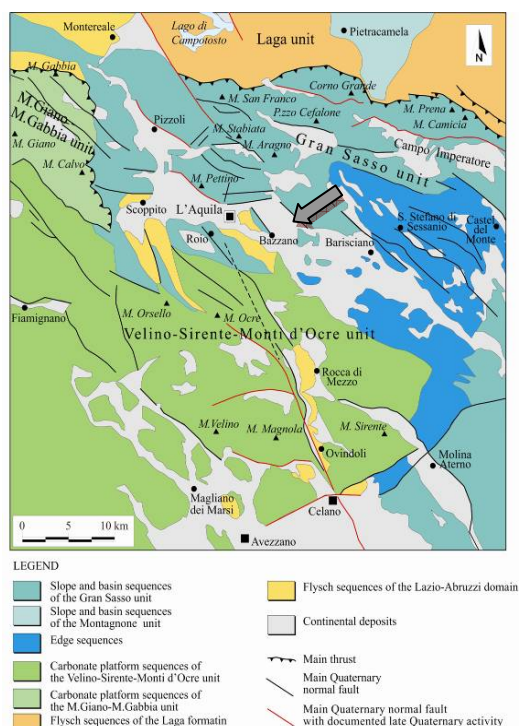 Montereale
Lago di
Campotosto
Laga unit
Pietracamela
N
M. Gabbia
Corno Grande
M. San Franco
M. Prena
P.zo Cefalone
M. Camicia
M.Giano
M.Gabbia unit
Pizzoli
M. Stabiata
M. Giano
M. Aragno
Gran Sasso unit
Campo Imperatore
M. Calvo
M. Pettino
Scoppito
L'Aquila
S. Stefano di
Sessanio
Castel
del
Monte
Roio
Bazzano
Barisciano
Fiamignano
M. Orsello
M. Ocre
Velino-Sirente-Monti d'Ocre unit
Rocca di
Mezzo
M.Velino
M. Magnola
M. Sirente
Ovindoli
Molina
Aterno
Magliano
dei Marsi
Celano
0 5 10 km
Avezzano
LEGEND
Slope and basin sequences
of the Gran Sasso unit
Slope and basin sequences
of the Montagnone unit
Edge sequences
Carbonate platform sequences of
the Velino-Sirente-Monti d'Ocre unit
Carbonate platform sequences
of the M.Giano-M.Gabbia unit
Flysch sequences of the Laga formatin
Flysch sequences of the Lazio-Abruzzi domain
Continental deposits
Main thrust
Main Quaternary
normal fault
Main Quaternary normal fault
with documented late Quaternary activity